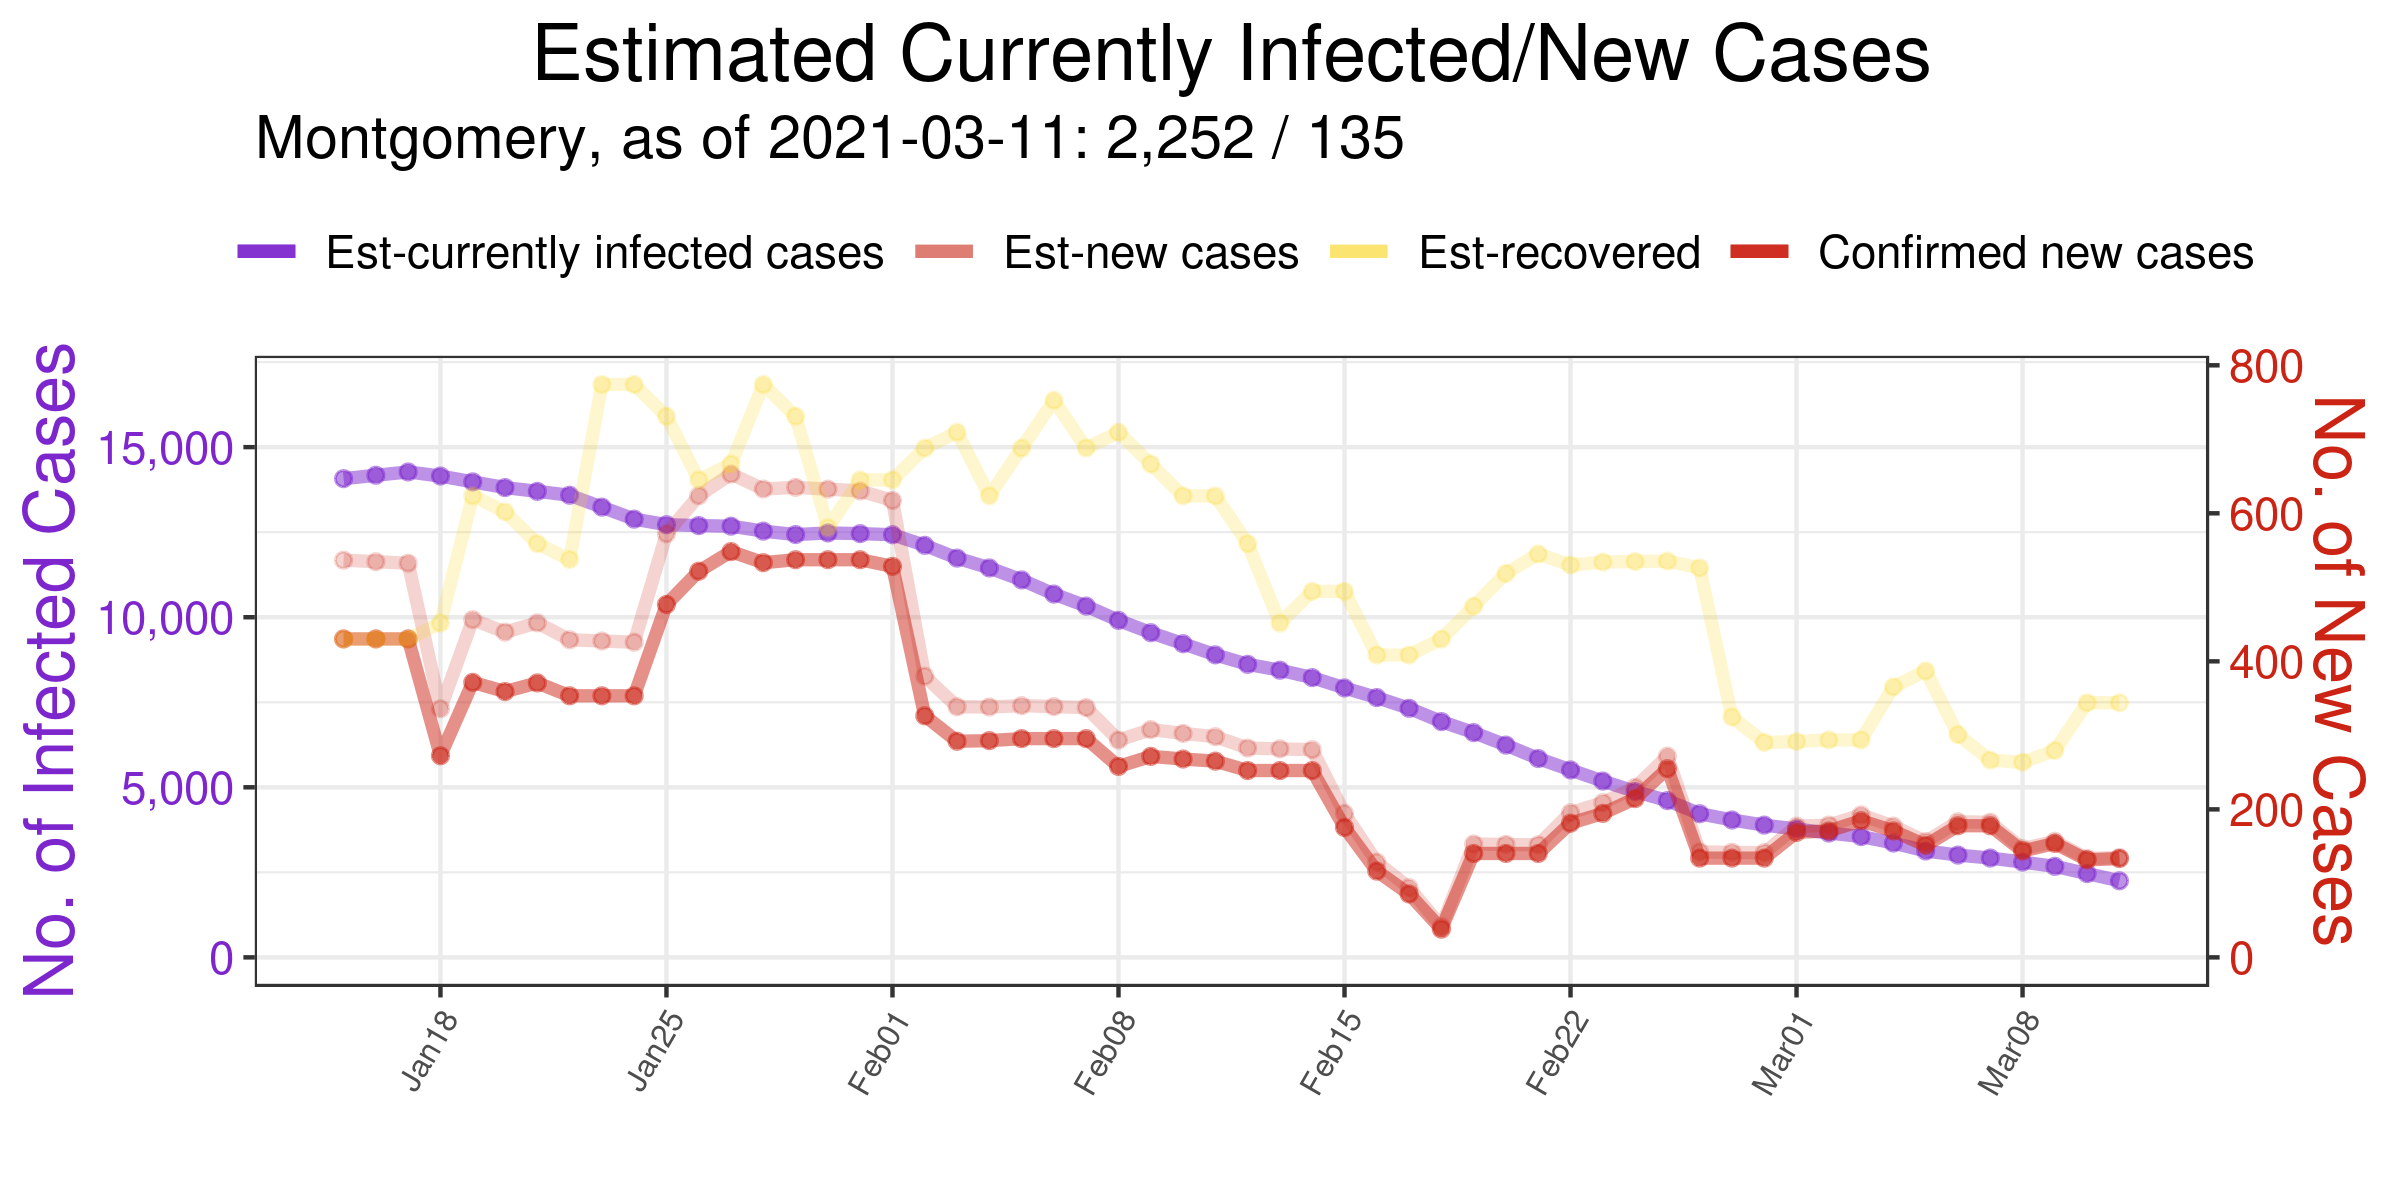 Estimated Currently Infected/New Cases
Montgomery, as of 2021-03-11: 2,252 / 135
Est-currently infected cases Est-new cases Est-recovered Confirmed new cases
No. of Infected Cases
15,000
10,000
5,000
0
800
600
400
200
0
No. of New Cases
Jan18 Jan25 Feb01 Feb08 Feb15 Feb22 Mar01 Mar08